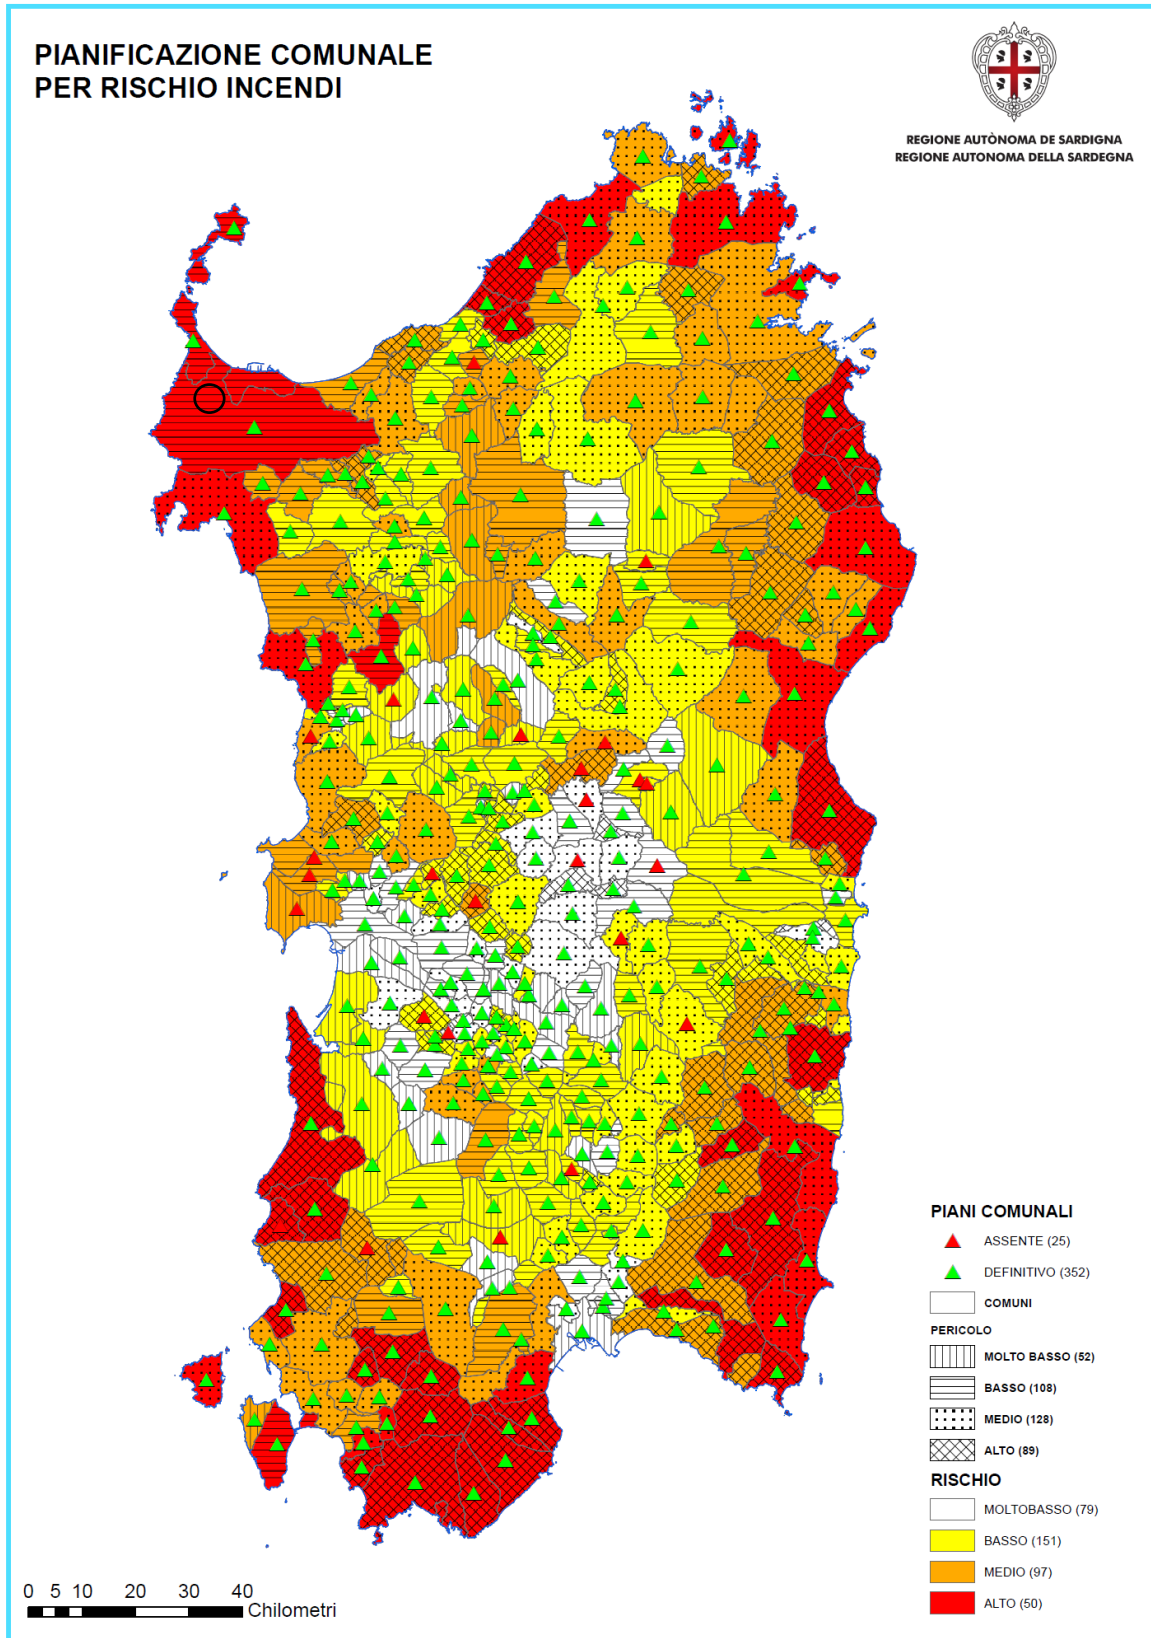 PIANIFICAZIONE COMUNALE
PER RISCHIO INCENDI
REGIONE AUTÒNOMA DE SARDIGNA
REGIONE AUTONOMA DELLA SARDEGNA
PIANI COMUNALI
ASSENTE (25)
DEFINITIVO (352)
COMUNI
PERICOLO
MOLTO BASSO (52)
BASSO (108)
MEDIO (128)
ALTO (89)
RISCHIO
MOLTOBASSO (79)
BASSO (151)
MEDIO (97)
ALTO (50)
0 5 10 20 30 40
Chilometri